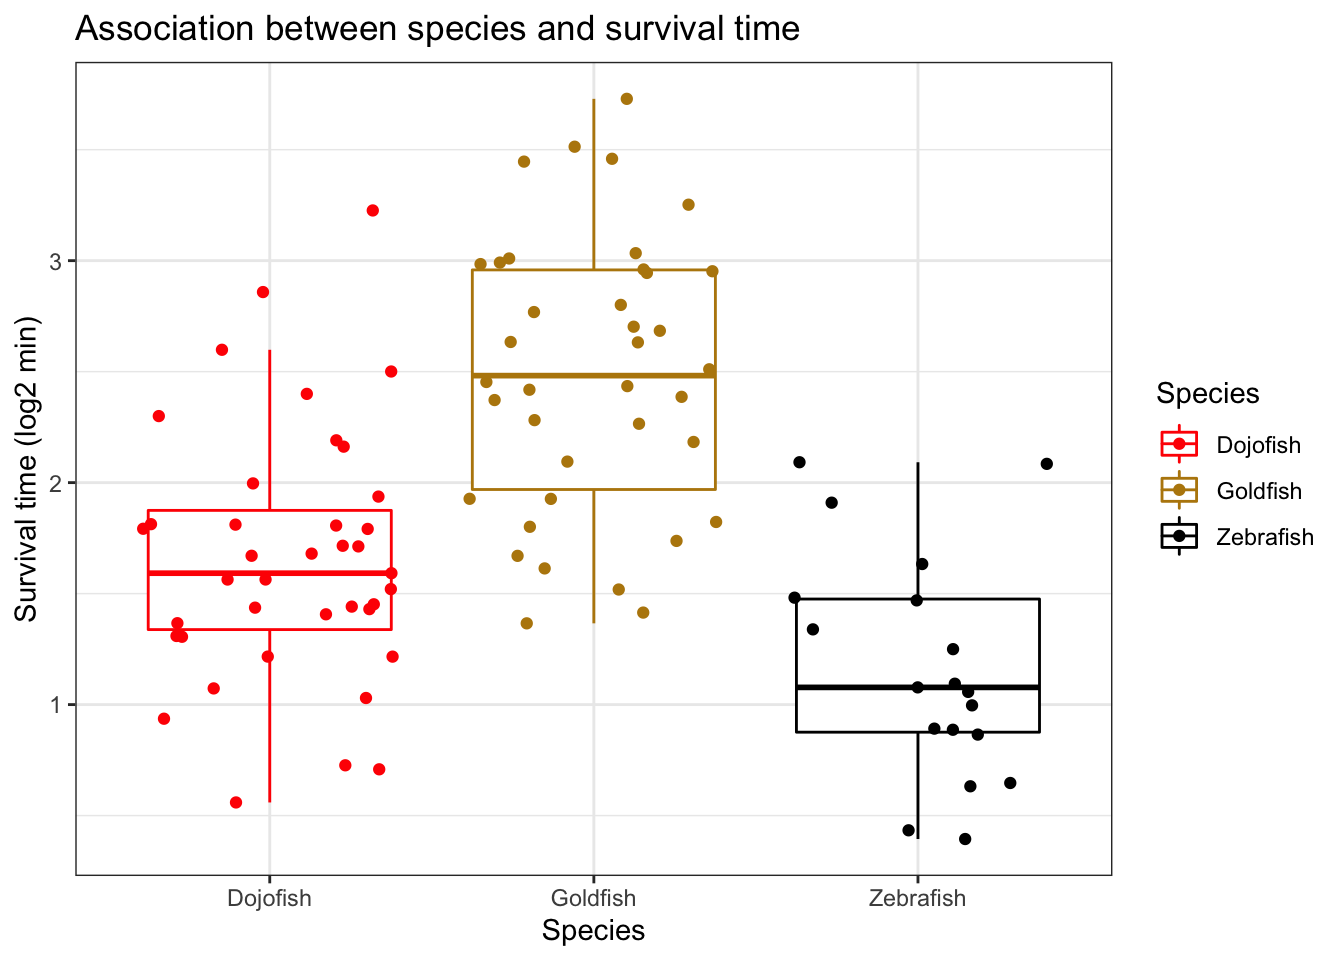 Association between species and survival time
Survival time (log2 min)
3
2
1
Dojofish
Goldfish
Zebrafish
Species
Species
Dojofish
Goldfish
Zebrafish